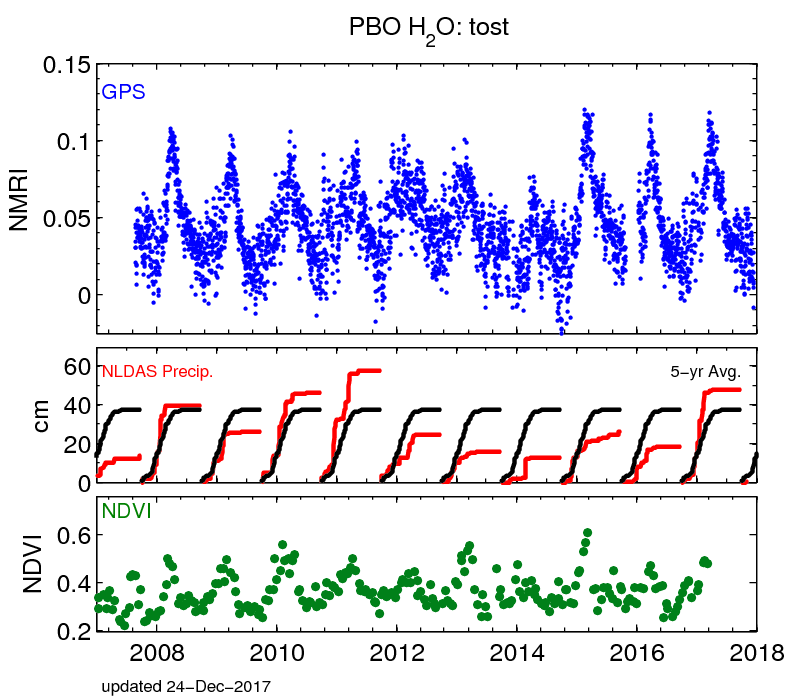 PBO H2O: tost
0.15
GPS
0.1
NMRI
0.05
0
NLDAS Precip.
5−yr Avg.
60
40
cm
20
0
NDVI
0.6
NDVI
0.4
0.2
2008 2010 2012 2014 2016 2018
updated 24−Dec−2017